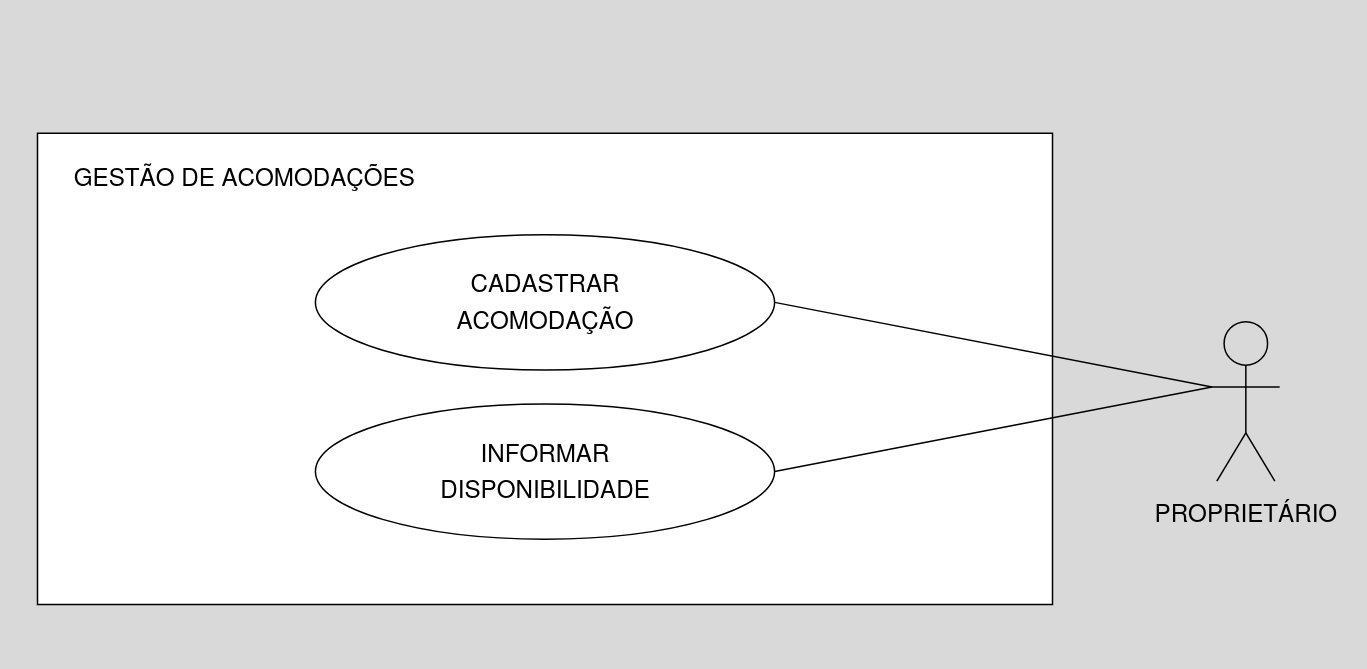 GESTÃO DE ACOMODAÇÕES
CADASTRAR
ACOMODAÇÃO
INFORMAR
DISPONIBILIDADE
PROPRIETÁRIO